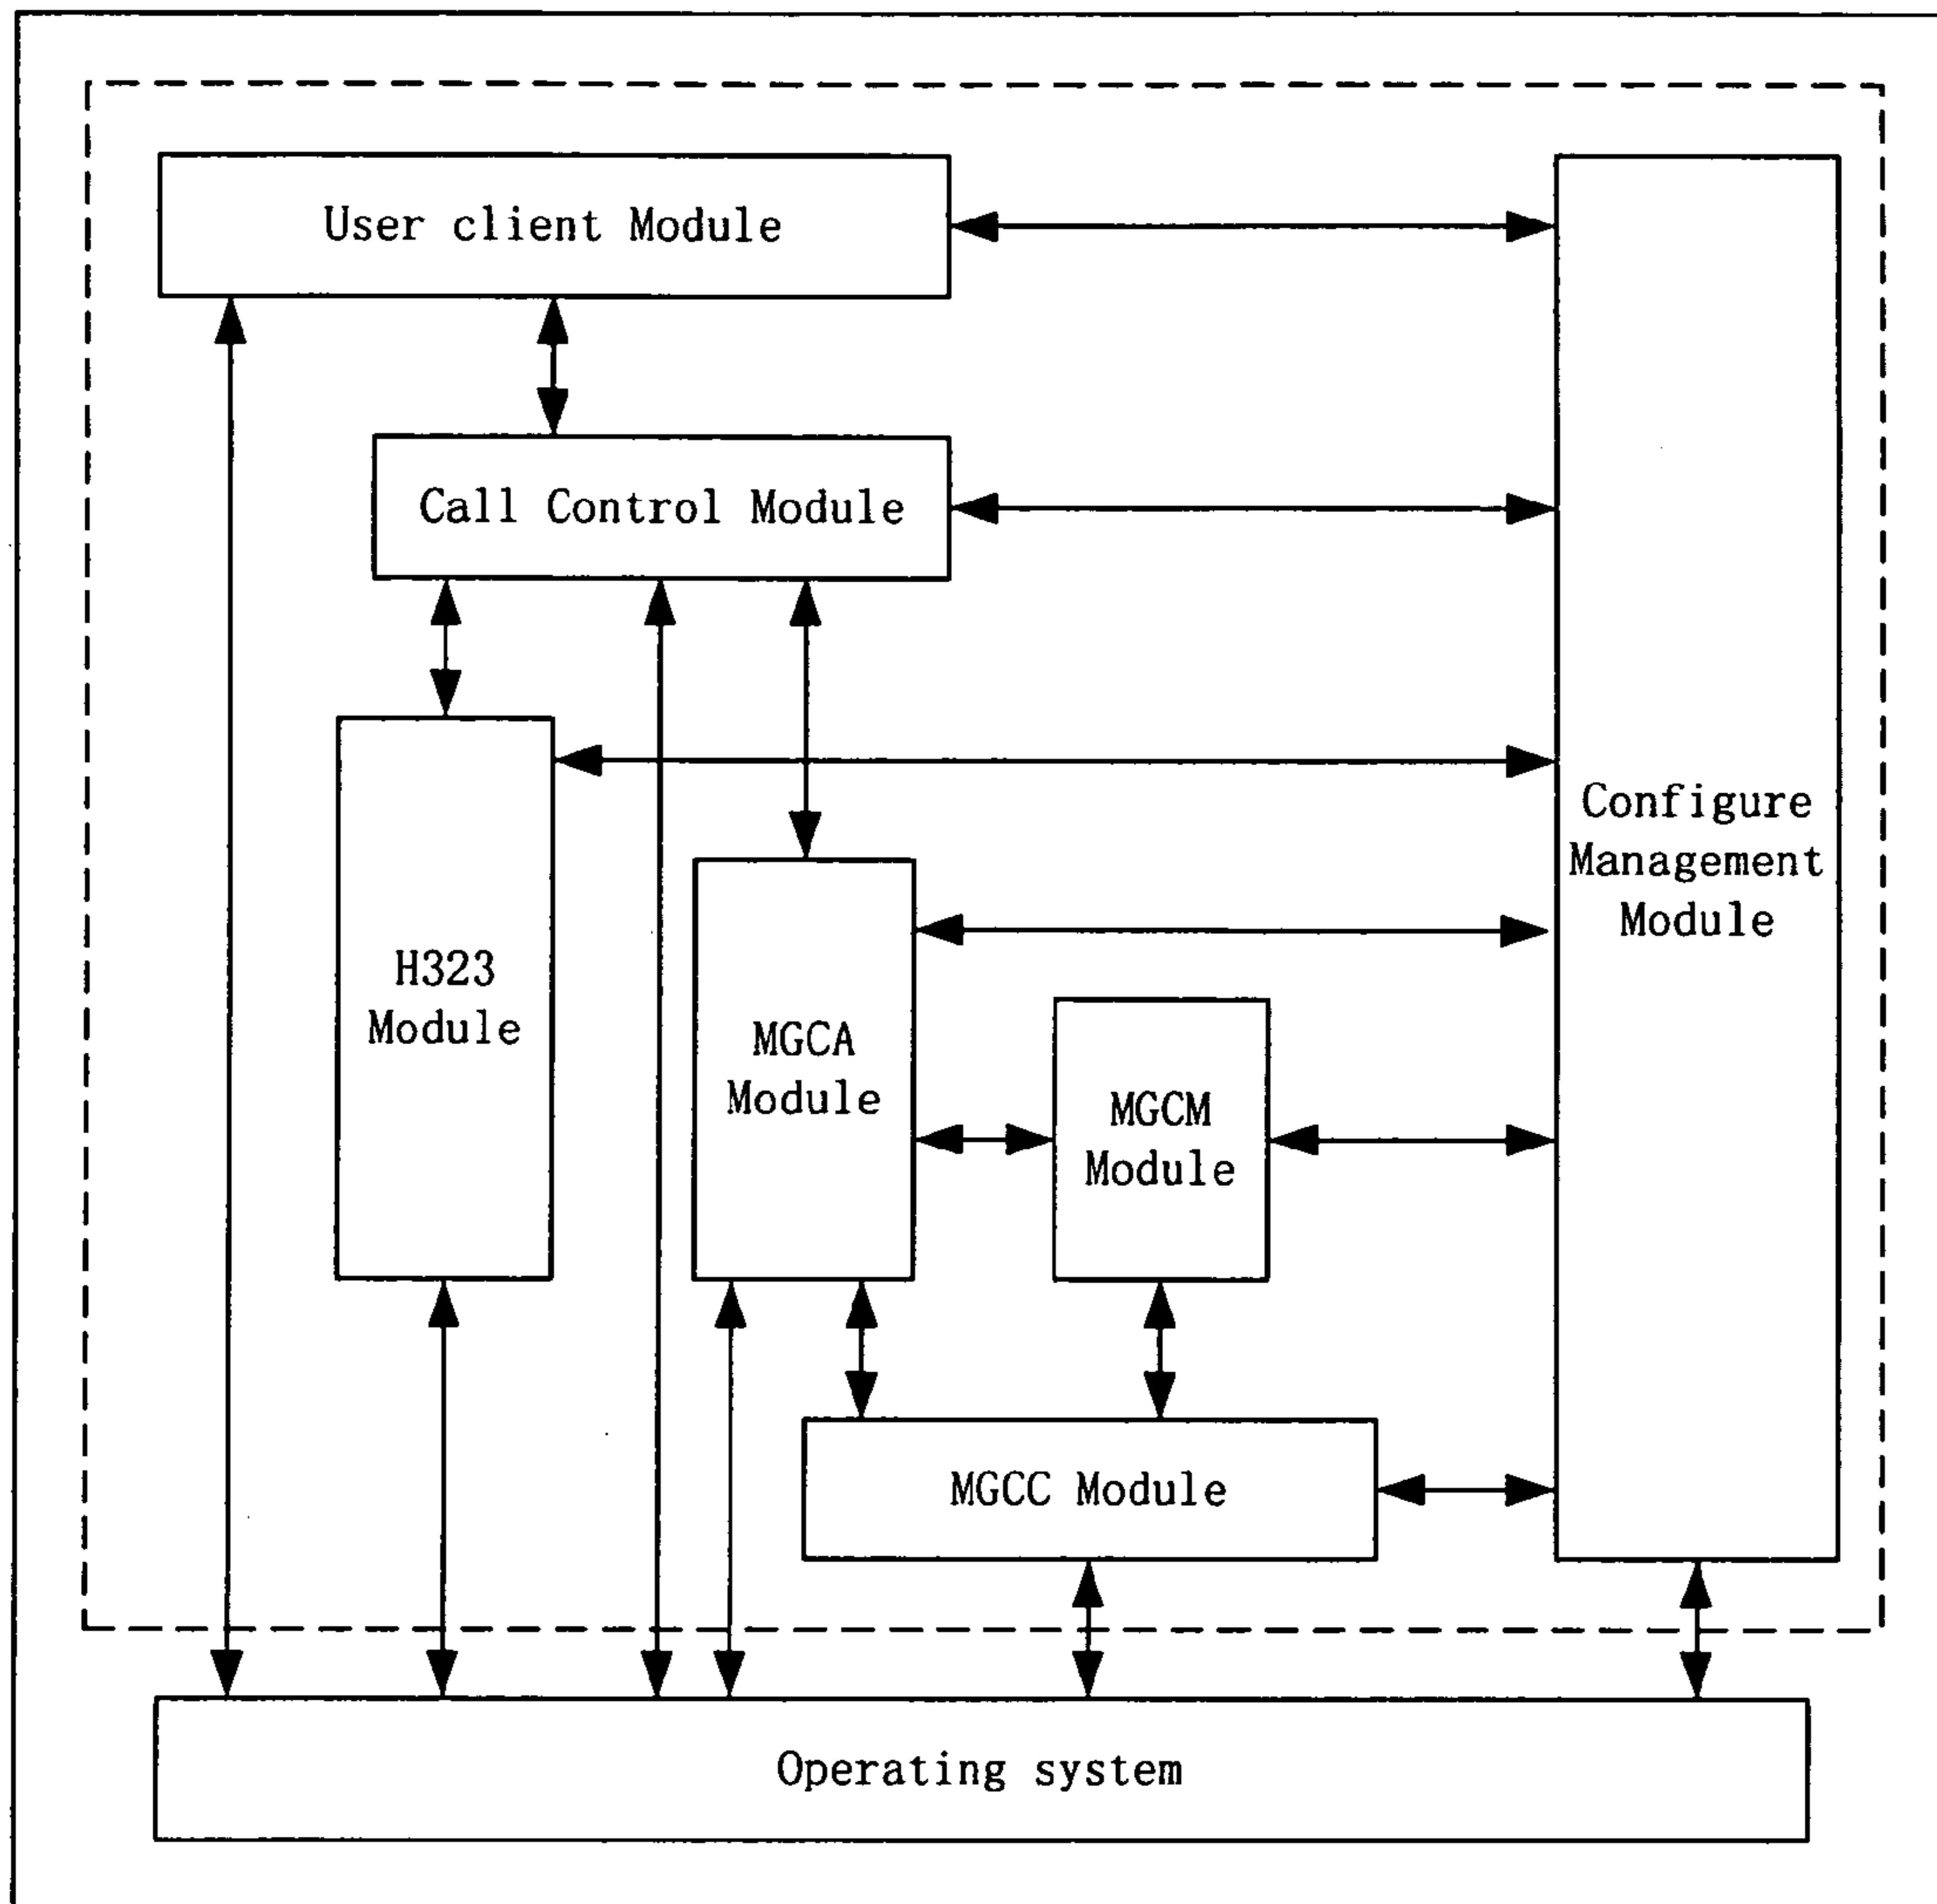 User client Module
Call Control Module
Configure
Management
Module
H323
Module
MGCA
Module
MGCM
Module
MGCC Module
Operating system